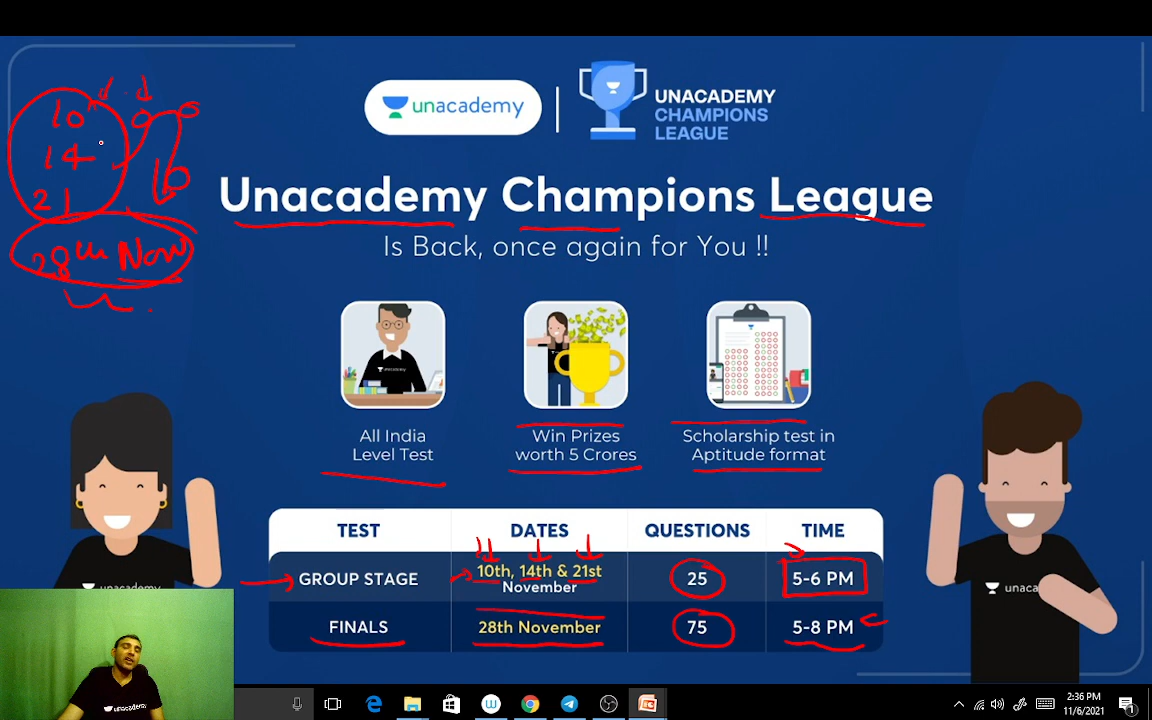 unacademy
UNACADEMY
CHAMPIONS
LEAGUE
10
14
21
28th Nov
Unacademy Champions League
Is Back, once again for You !!
All India
Level Test
Win Prizes
worth 5 Crores
Scholarship test in
Aptitude format
TEST DATES QUESTIONS TIME
GROUP STAGE 10th, 14th & 21st November 25 5-6 PM
FINALS 28th November 75 5-8 PM
unacademy
2:36 PM
11/6/2021